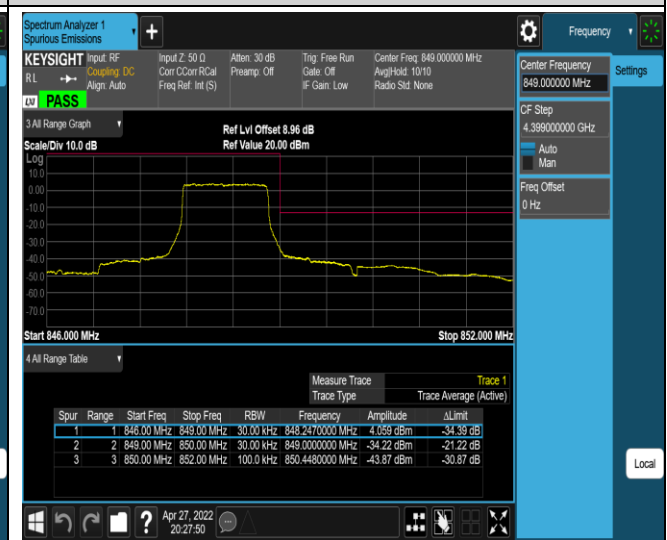 Spectrum Analyzer 1
Spurious Emissions
+
Frequency
KEYSIGHT Input: RF Input Z: 50 Ω Atten: 30 dB Trig: Free Run Center Freq: 849.000000 MHz
RL Coupling: DC Corr CCorr RCal Preamp: Off Gate: Off Avg|Hold: 10/10
Align: Auto Freq Ref: Int (S) IF Gain: Low Radio Std: None
LXI PASS
Center Frequency
849.000000 MHz
Settings
CF Step
4.399000000 GHz
Auto
Man
Freq Offset
0 Hz
3 All Range Graph
Ref Lvl Offset 8.96 dB
Scale/Div 10.0 dB Ref Value 20.00 dBm
Log
10.0
0.00
-10.0
-20.0
-30.0
-40.0
-50.0
-60.0
-70.0
Start 846.000 MHz Stop 852.000 MHz
4 All Range Table
Measure Trace Trace 1
Trace Type Trace Average (Active)
Spur Range Start Freq Stop Freq RBW Frequency Amplitude ΔLimit
1 1 846.00 MHz 849.00 MHz 30.00 kHz 848.2470000 MHz 4.059 dBm -34.39 dB
2 2 849.00 MHz 850.00 MHz 30.00 kHz 849.0000000 MHz -34.22 dBm -21.22 dB
3 3 850.00 MHz 852.00 MHz 100.0 kHz 850.4480000 MHz -43.87 dBm -30.87 dB
Local
? Apr 27, 2022
20:27:50